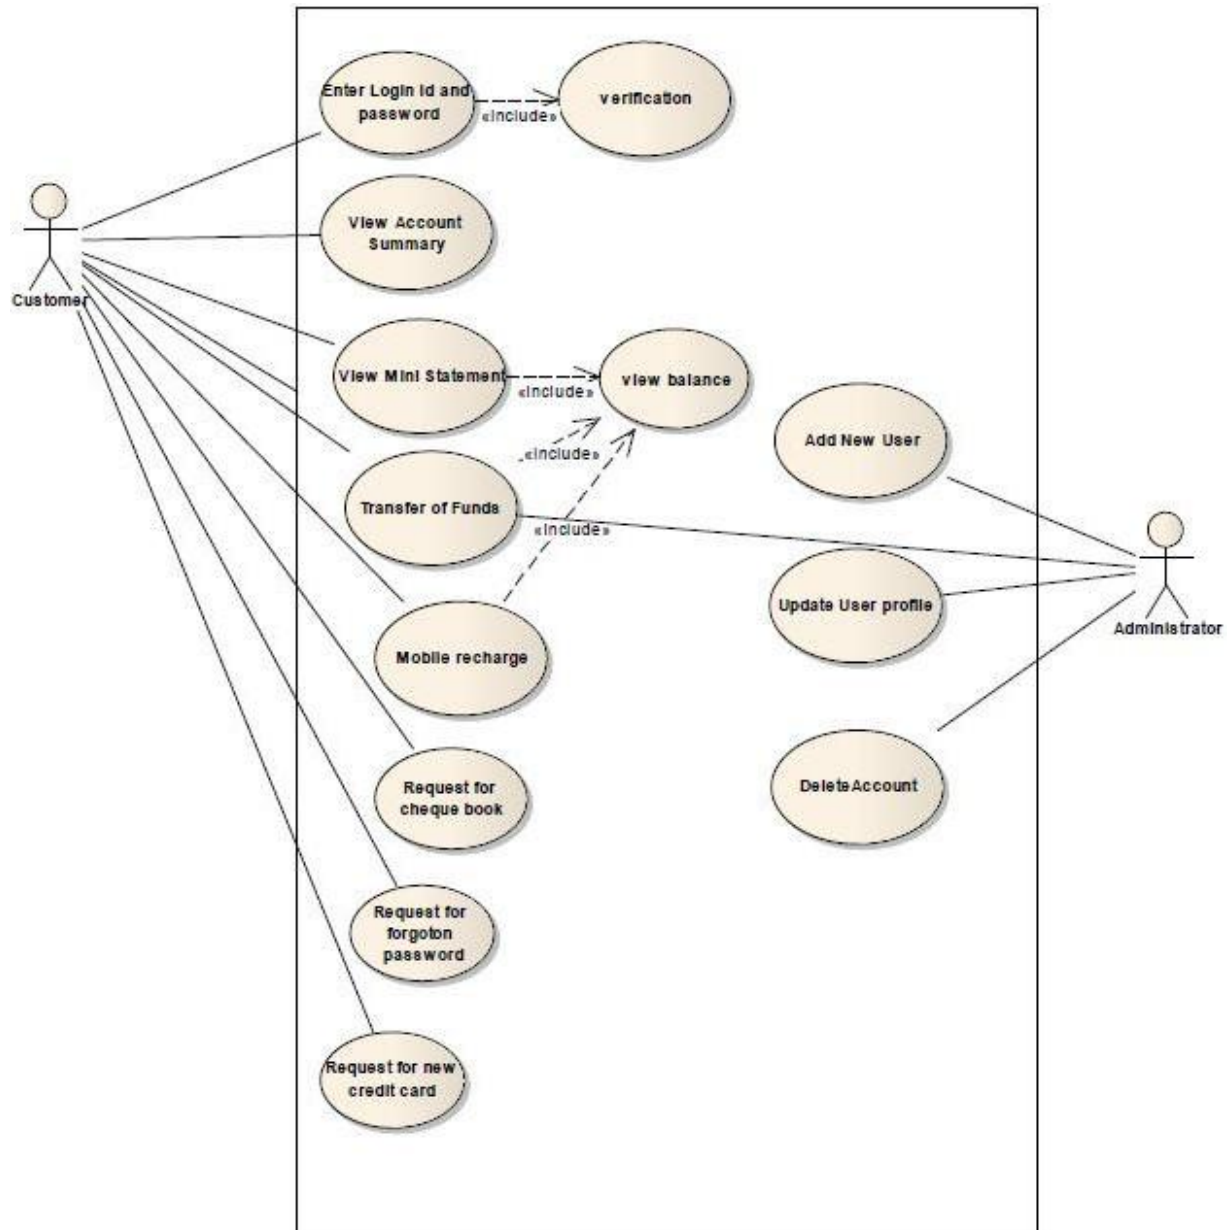 Enter Login id and
password
«include»
verification
View Account
Summary
Customer
View Mini Statement
«include»
view balance
«include»
Add New User
Transfer of Funds
«include»
Update User profile
Administrator
Mobile recharge
Request for
cheque book
DeleteAccount
Request for
forgoton
password
Request for new
credit card